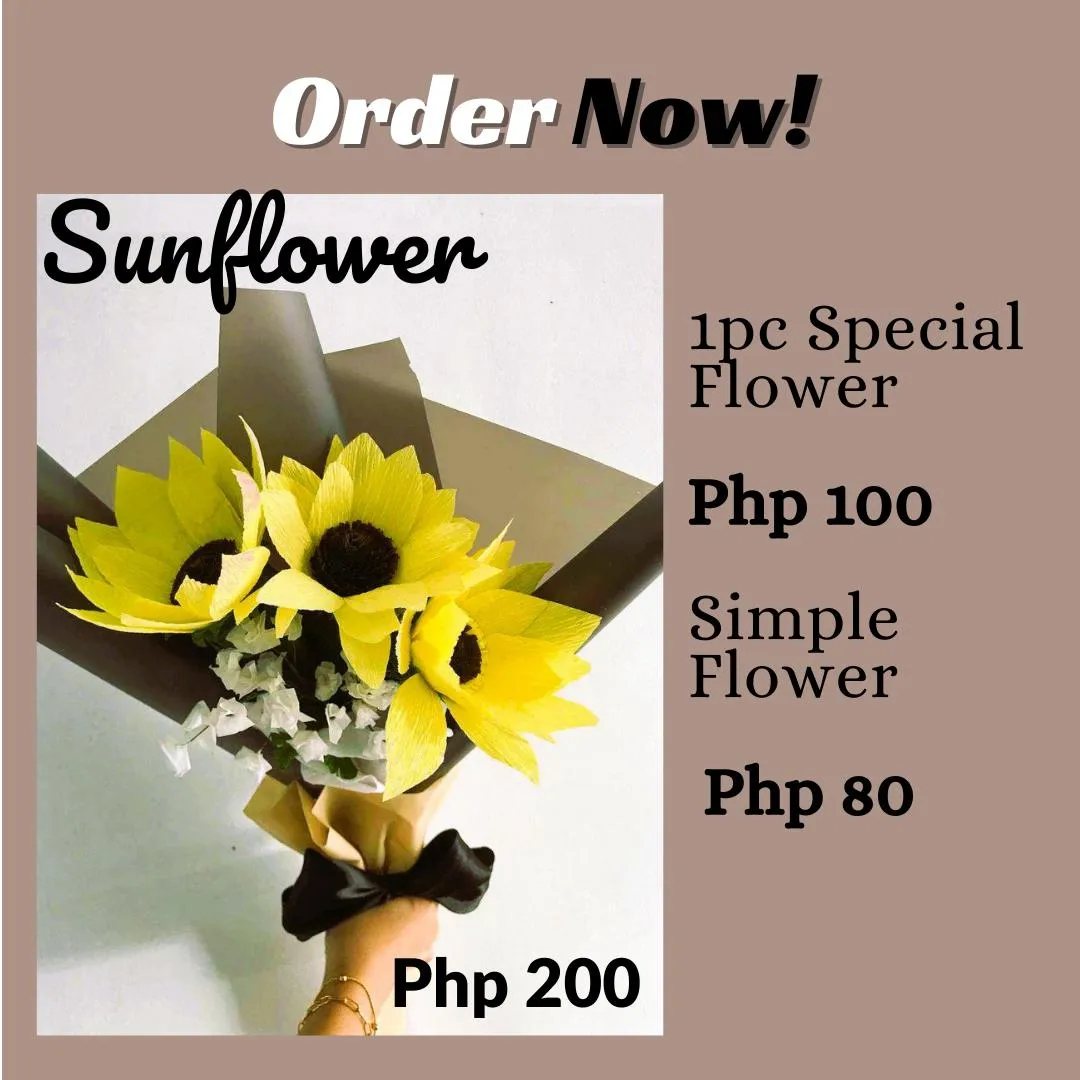 Order Now!
Sunflower
1pc Special
Flower
Php 100
Simple
Flower
Php 80
Php 200